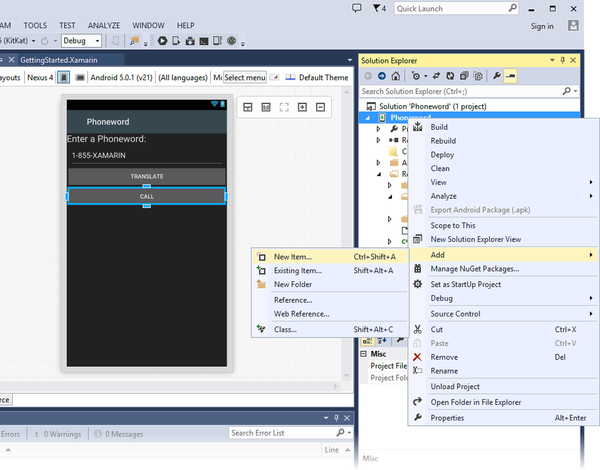 4
Quick Launch
Sign in
TEAM TEST ANALYZE WINDOW HELP
(KitKat) Debug
GettingStarted.Xamarin
youts Nexus 4 Android 5.0.1 (v21) (All languages) Select menu Default Theme
Phoneword
Enter a Phoneword:
1-855-XAMARIN
TRANSLATE
CALL
Solution Explorer
Search Solution Explorer (Ctrl+;)
Solution 'Phoneword' (1 project)
Phoneword
Build
Rebuild
Deploy
Clean
View
Analyze
Export Android Package (.apk)
Scope to This
New Solution Explorer View
Add
Manage NuGet Packages...
Set as StartUp Project
Debug
Source Control
Cut Ctrl+X
Paste Ctrl+V
Remove Del
Rename
Unload Project
Open Folder in File Explorer
Properties Alt+Enter
New Item... Ctrl+Shift+A
Existing Item... Shift+Alt+A
New Folder
Reference...
Web Reference...
Class... Shift+Alt+C
Misc
Project File
Project Folde
rce
Errors 0 Warnings 0 Messages
Search Error List
Line
Misc